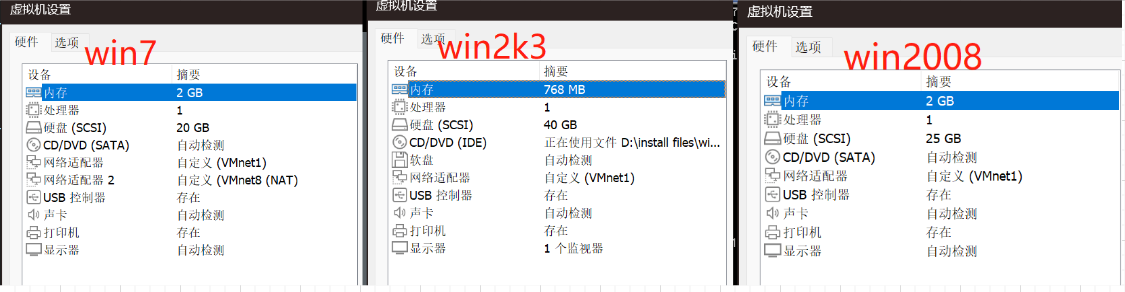 虚拟机设置
硬件 选项
win7
设备 摘要
内存 2 GB
处理器 1
硬盘 (SCSI) 20 GB
CD/DVD (SATA) 自动检测
网络适配器 自定义 (VMnet1)
网络适配器 2 自定义 (VMnet8 (NAT)
USB 控制器 存在
声卡 自动检测
打印机 存在
显示器 自动检测
虚拟机设置
硬件 选项
win2k3
设备 摘要
内存 768 MB
处理器 1
硬盘 (SCSI) 40 GB
CD/DVD (IDE) 正在使用文件 D:\install files\wi...
软盘 自动检测
网络适配器 自定义 (VMnet1)
USB 控制器 存在
声卡 自动检测
打印机 存在
显示器 1 个监视器
虚拟机设置
硬件 选项
win2008
设备 摘要
内存 2 GB
处理器 1
硬盘 (SCSI) 25 GB
CD/DVD (SATA) 自动检测
网络适配器 自定义 (VMnet1)
USB 控制器 存在
声卡 自动检测
打印机 存在
显示器 自动检测